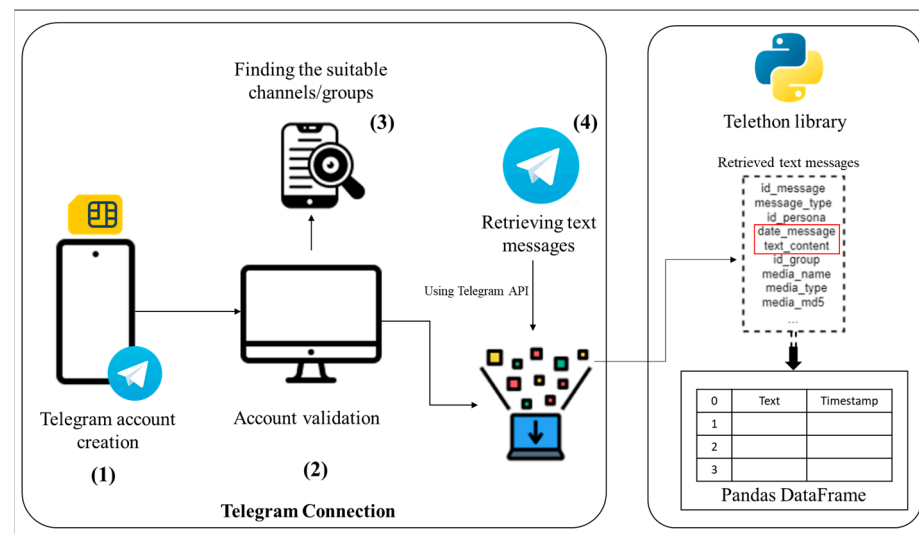 Finding the suitable
channels/groups
(3)
(4)
Retrieving text
messages
Using Telegram API
Telegram account
creation
(1)
Account validation
(2)
Telegram Connection
Telethon library
Retrieved text messages
id_message
message_type
id_persona
date_message
text_content
id_group
media_name
media_type
media_md5
...
0 Text Timestamp
1
2
3
Pandas DataFrame